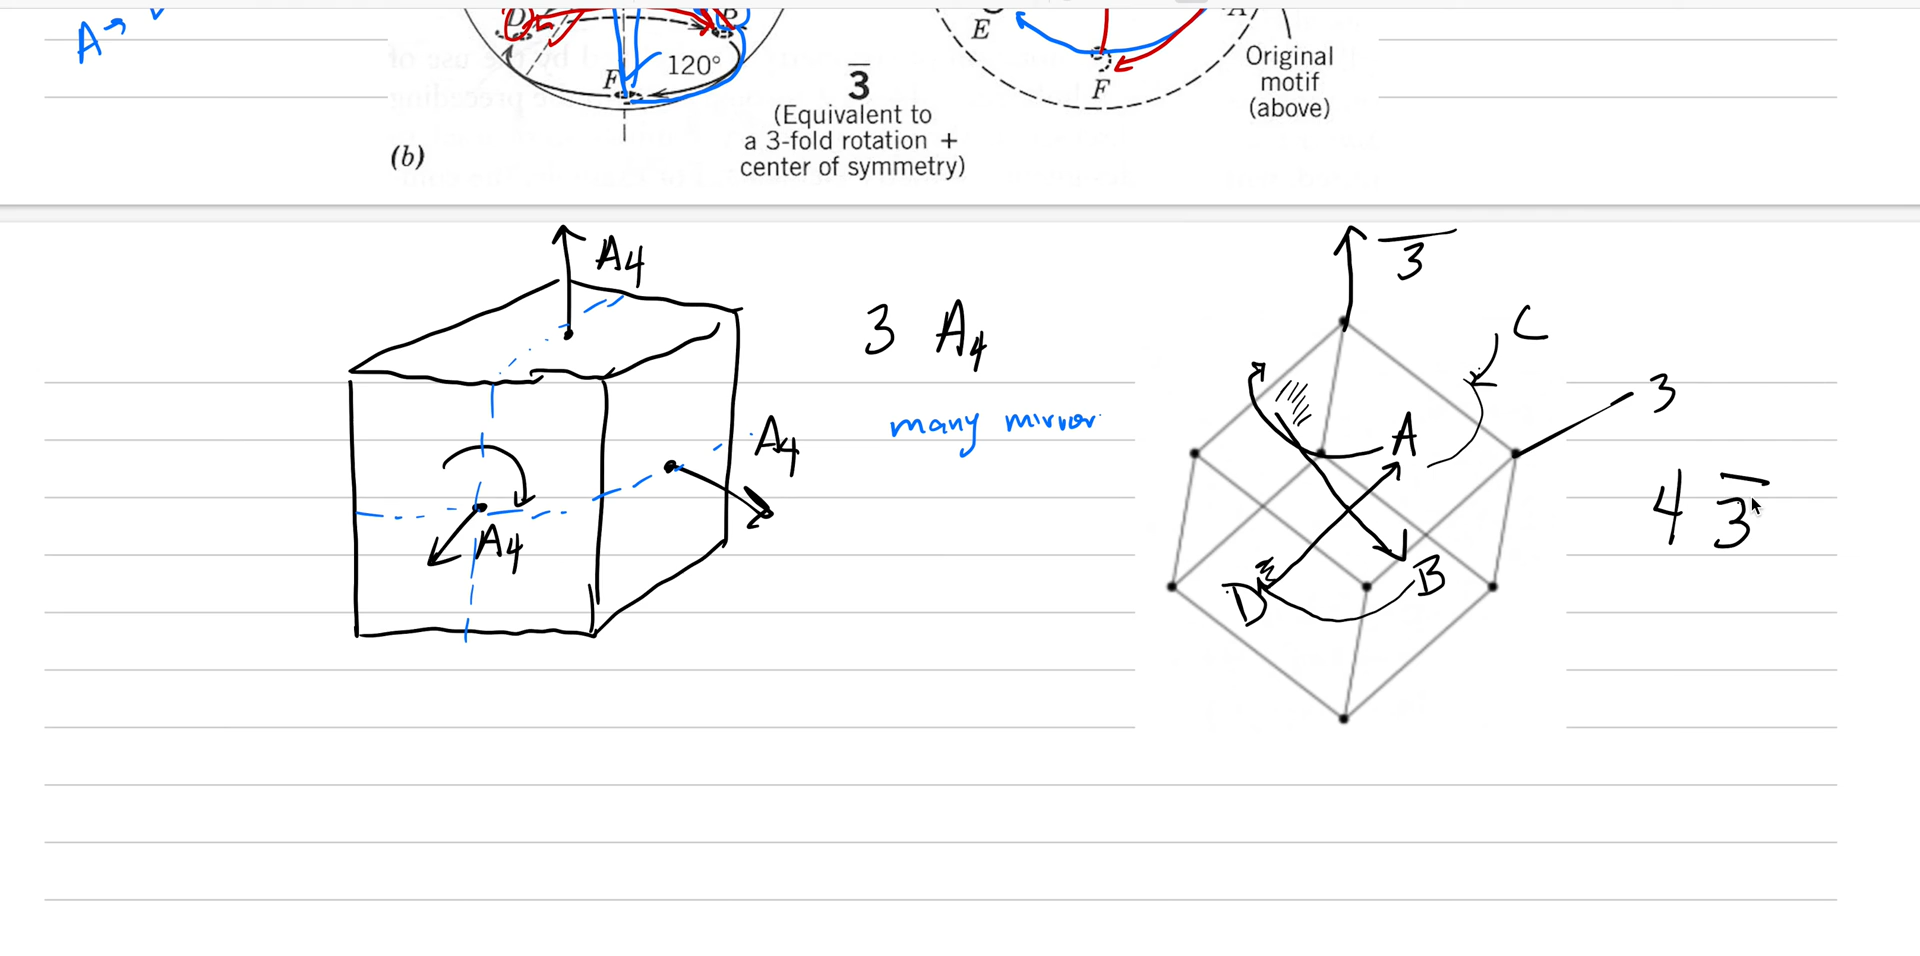 A→
D
B
F
120°
(b)
3̅
(Equivalent to
a 3-fold rotation +
center of symmetry)
E
F
A
Original
motif
(above)
A4
A4
A4
3 A4
many mirror
3̅
C
3
A
B
D
4 3̅